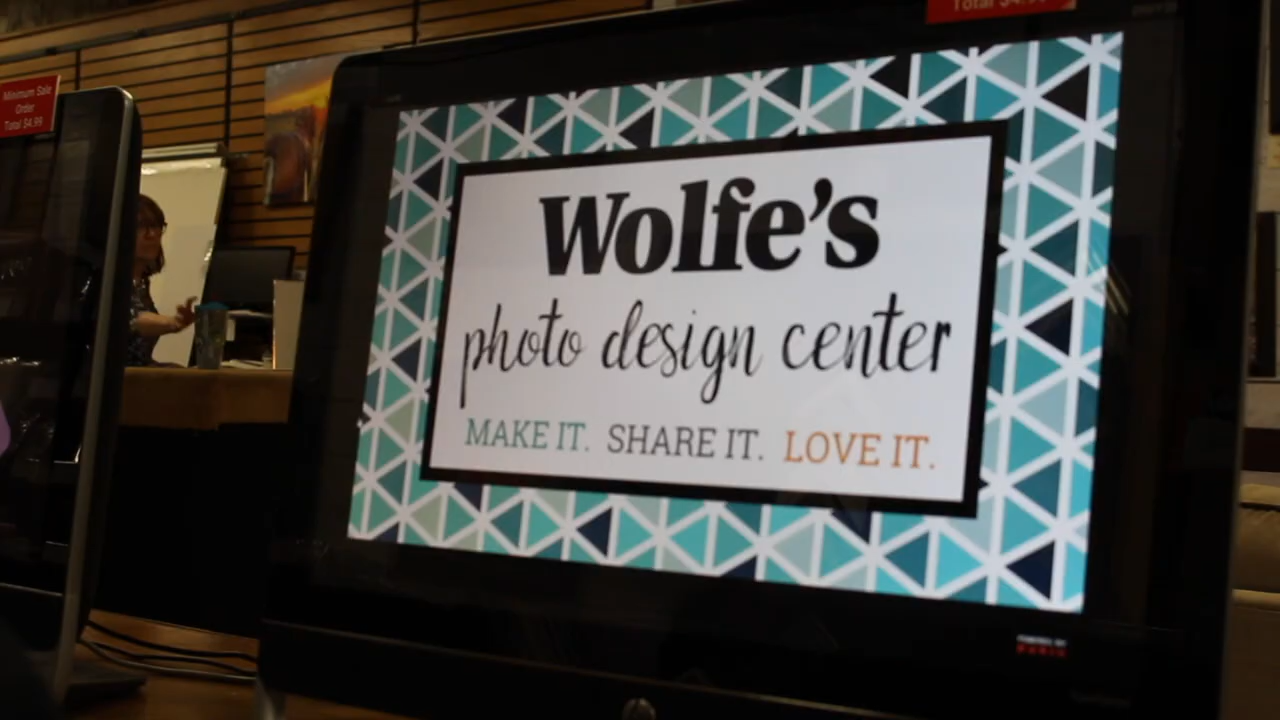 Minimum Sale
Order
Total $4.99
Wolfe's
photo design center
MAKE IT. SHARE IT. LOVE IT.